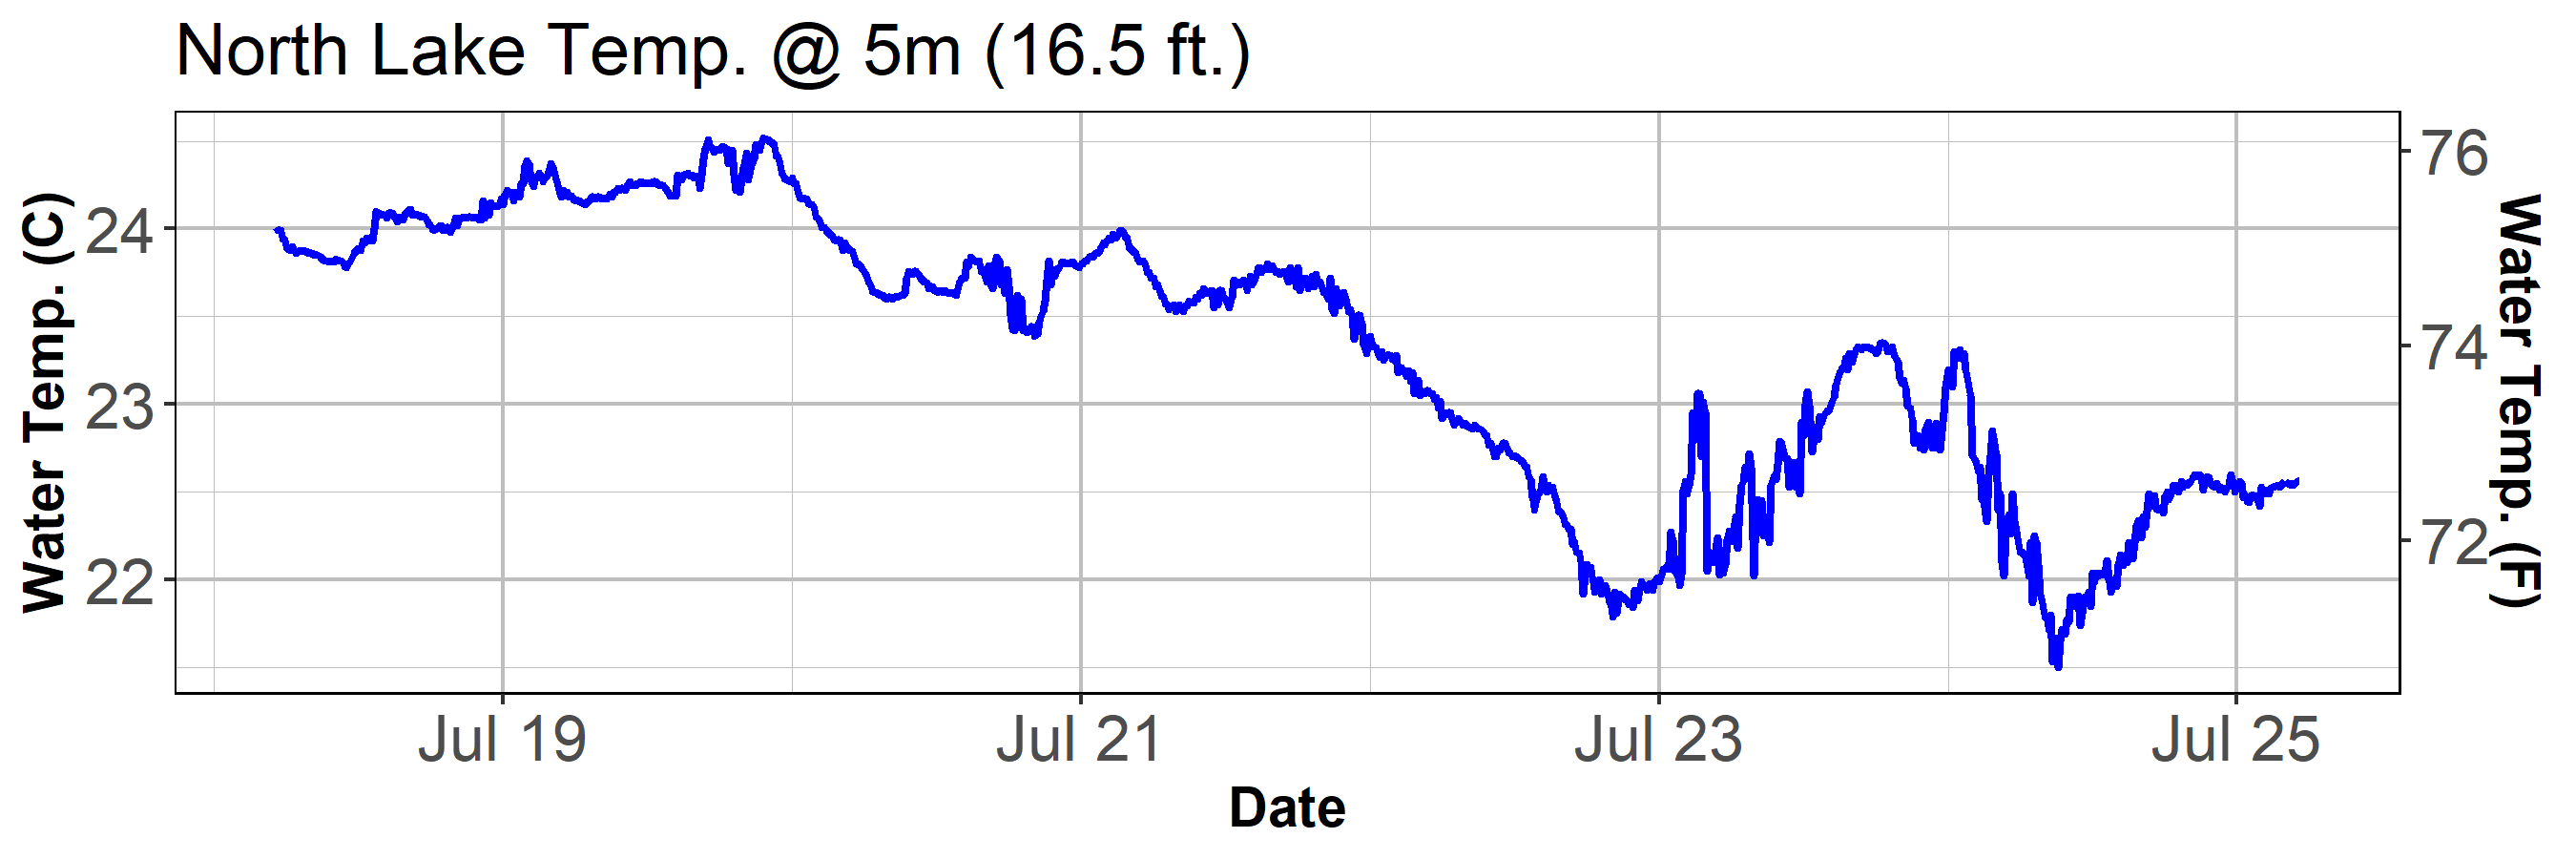 North Lake Temp. @ 5m (16.5 ft.)
Water Temp. (C)
24
23
22
76
74
72
Water Temp. (F)
Jul 19
Jul 21
Jul 23
Jul 25
Date